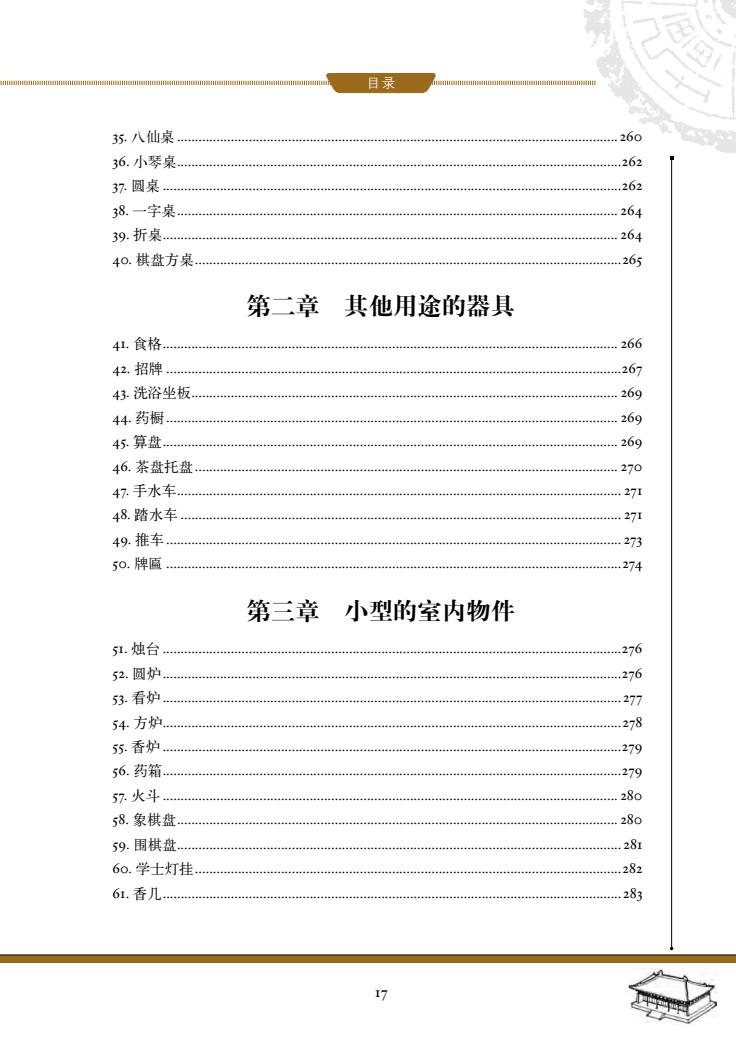 目录
35. 八仙桌 260
36. 小琴桌 262
37. 圆桌 262
38. 一字桌 264
39. 折桌 264
40. 棋盘方桌 265
第二章 其他用途的器具
41. 食格 266
42. 招牌 267
43. 洗浴坐板 269
44. 药橱 269
45. 算盘 269
46. 茶盘托盘 270
47. 手水车 271
48. 踏水车 271
49. 推车 273
50. 牌匾 274
第三章 小型的室内物件
51. 烛台 276
52. 圆炉 276
53. 看炉 277
54. 方炉 278
55. 香炉 279
56. 药箱 279
57. 火斗 280
58. 象棋盘 280
59. 围棋盘 281
60. 学士灯挂 282
61. 香几 283
17